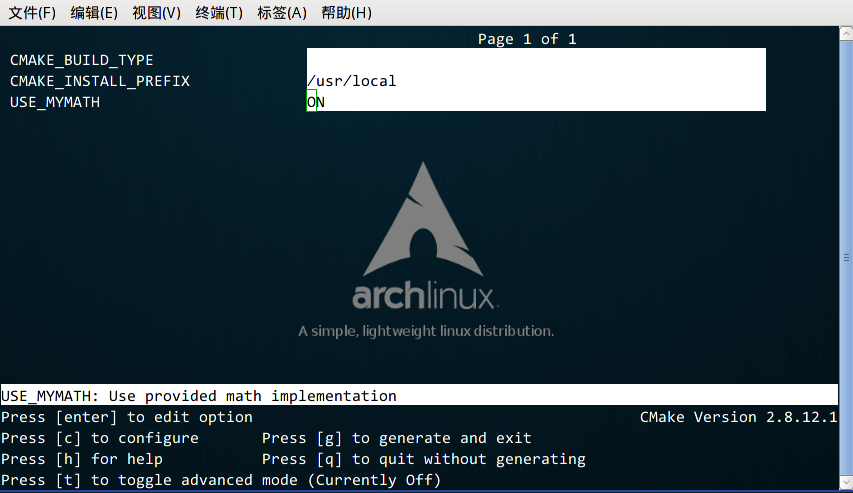 文件(F) 编辑(E) 视图(V) 终端(T) 标签(A) 帮助(H)
Page 1 of 1
CMAKE_BUILD_TYPE
CMAKE_INSTALL_PREFIX /usr/local
USE_MYMATH ON
archlinux
A simple, lightweight linux distribution.
USE_MYMATH: Use provided math implementation
Press [enter] to edit option CMake Version 2.8.12.1
Press [c] to configure Press [g] to generate and exit
Press [h] for help Press [q] to quit without generating
Press [t] to toggle advanced mode (Currently Off)